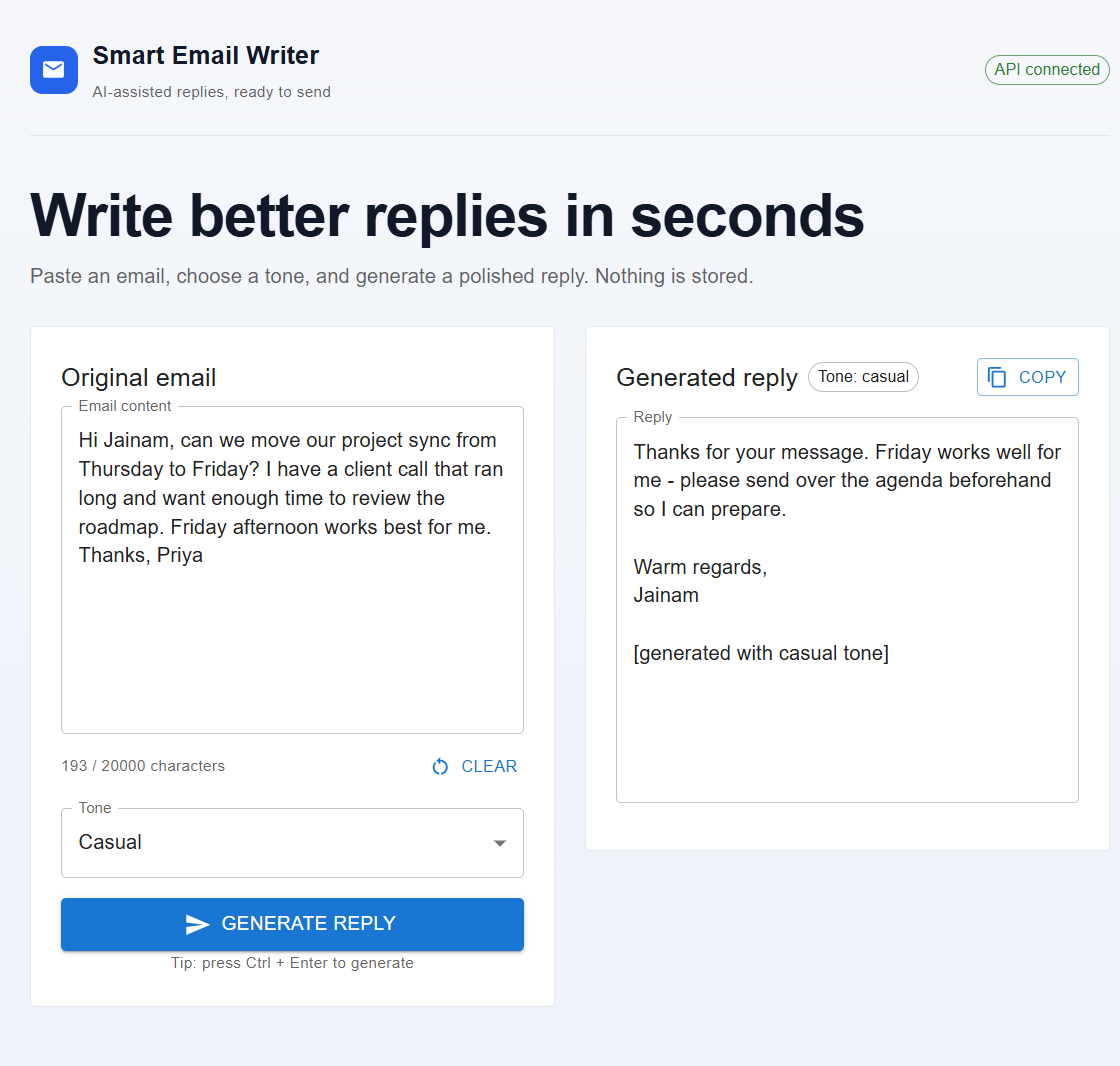 Smart Email Writer
AI-assisted replies, ready to send
API connected
Write better replies in seconds
Paste an email, choose a tone, and generate a polished reply. Nothing is stored.
Original email
Email content
Hi Jainam, can we move our project sync from
Thursday to Friday? I have a client call that ran
long and want enough time to review the
roadmap. Friday afternoon works best for me.
Thanks, Priya
193 / 20000 characters
CLEAR
Tone
Casual
GENERATE REPLY
Tip: press Ctrl + Enter to generate
Generated reply
Tone: casual
COPY
Reply
Thanks for your message. Friday works well for
me - please send over the agenda beforehand
so I can prepare.
Warm regards,
Jainam
[generated with casual tone]